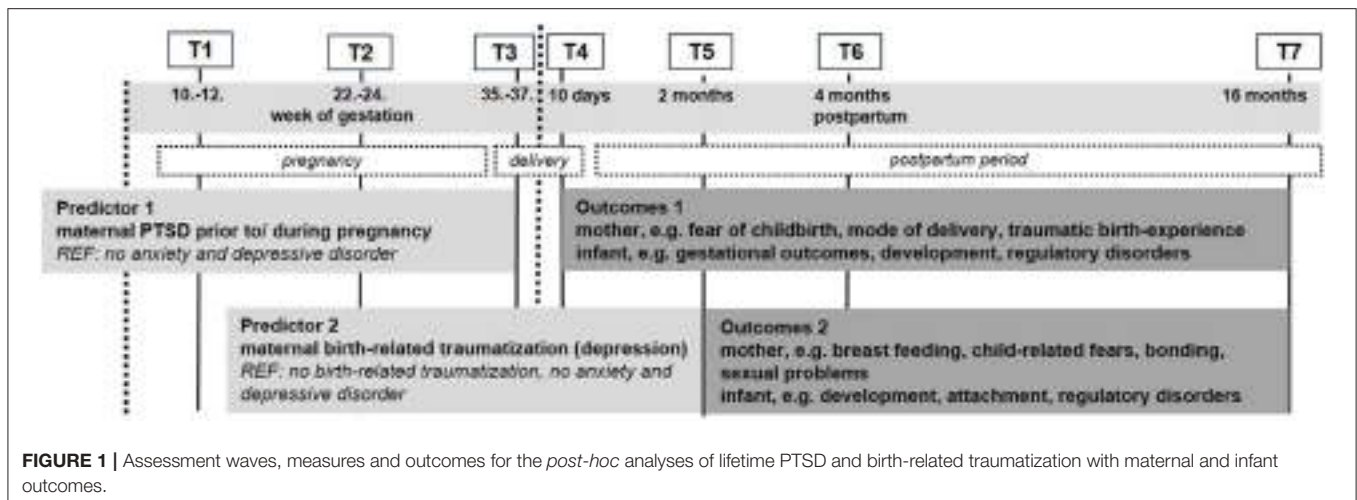 T1 T2 T3 T4 T5 T6 T7
10.-12. 22.-24. 35.-37. 10 days 2 months 4 months 16 months
week of gestation postpartum
pregnancy delivery postpartum period
Predictor 1
maternal PTSD prior to/ during pregnancy
REF: no anxiety and depressive disorder
Outcomes 1
mother, e.g. fear of childbirth, mode of delivery, traumatic birth-experience
infant, e.g. gestational outcomes, development, regulatory disorders
Predictor 2
maternal birth-related traumatization (depression)
REF: no birth-related traumatization, no anxiety and
depressive disorder
Outcomes 2
mother, e.g. breast feeding, child-related fears, bonding,
sexual problems
infant, e.g. development, attachment, regulatory disorders
FIGURE 1 | Assessment waves, measures and outcomes for the post-hoc analyses of lifetime PTSD and birth-related traumatization with maternal and infant
outcomes.